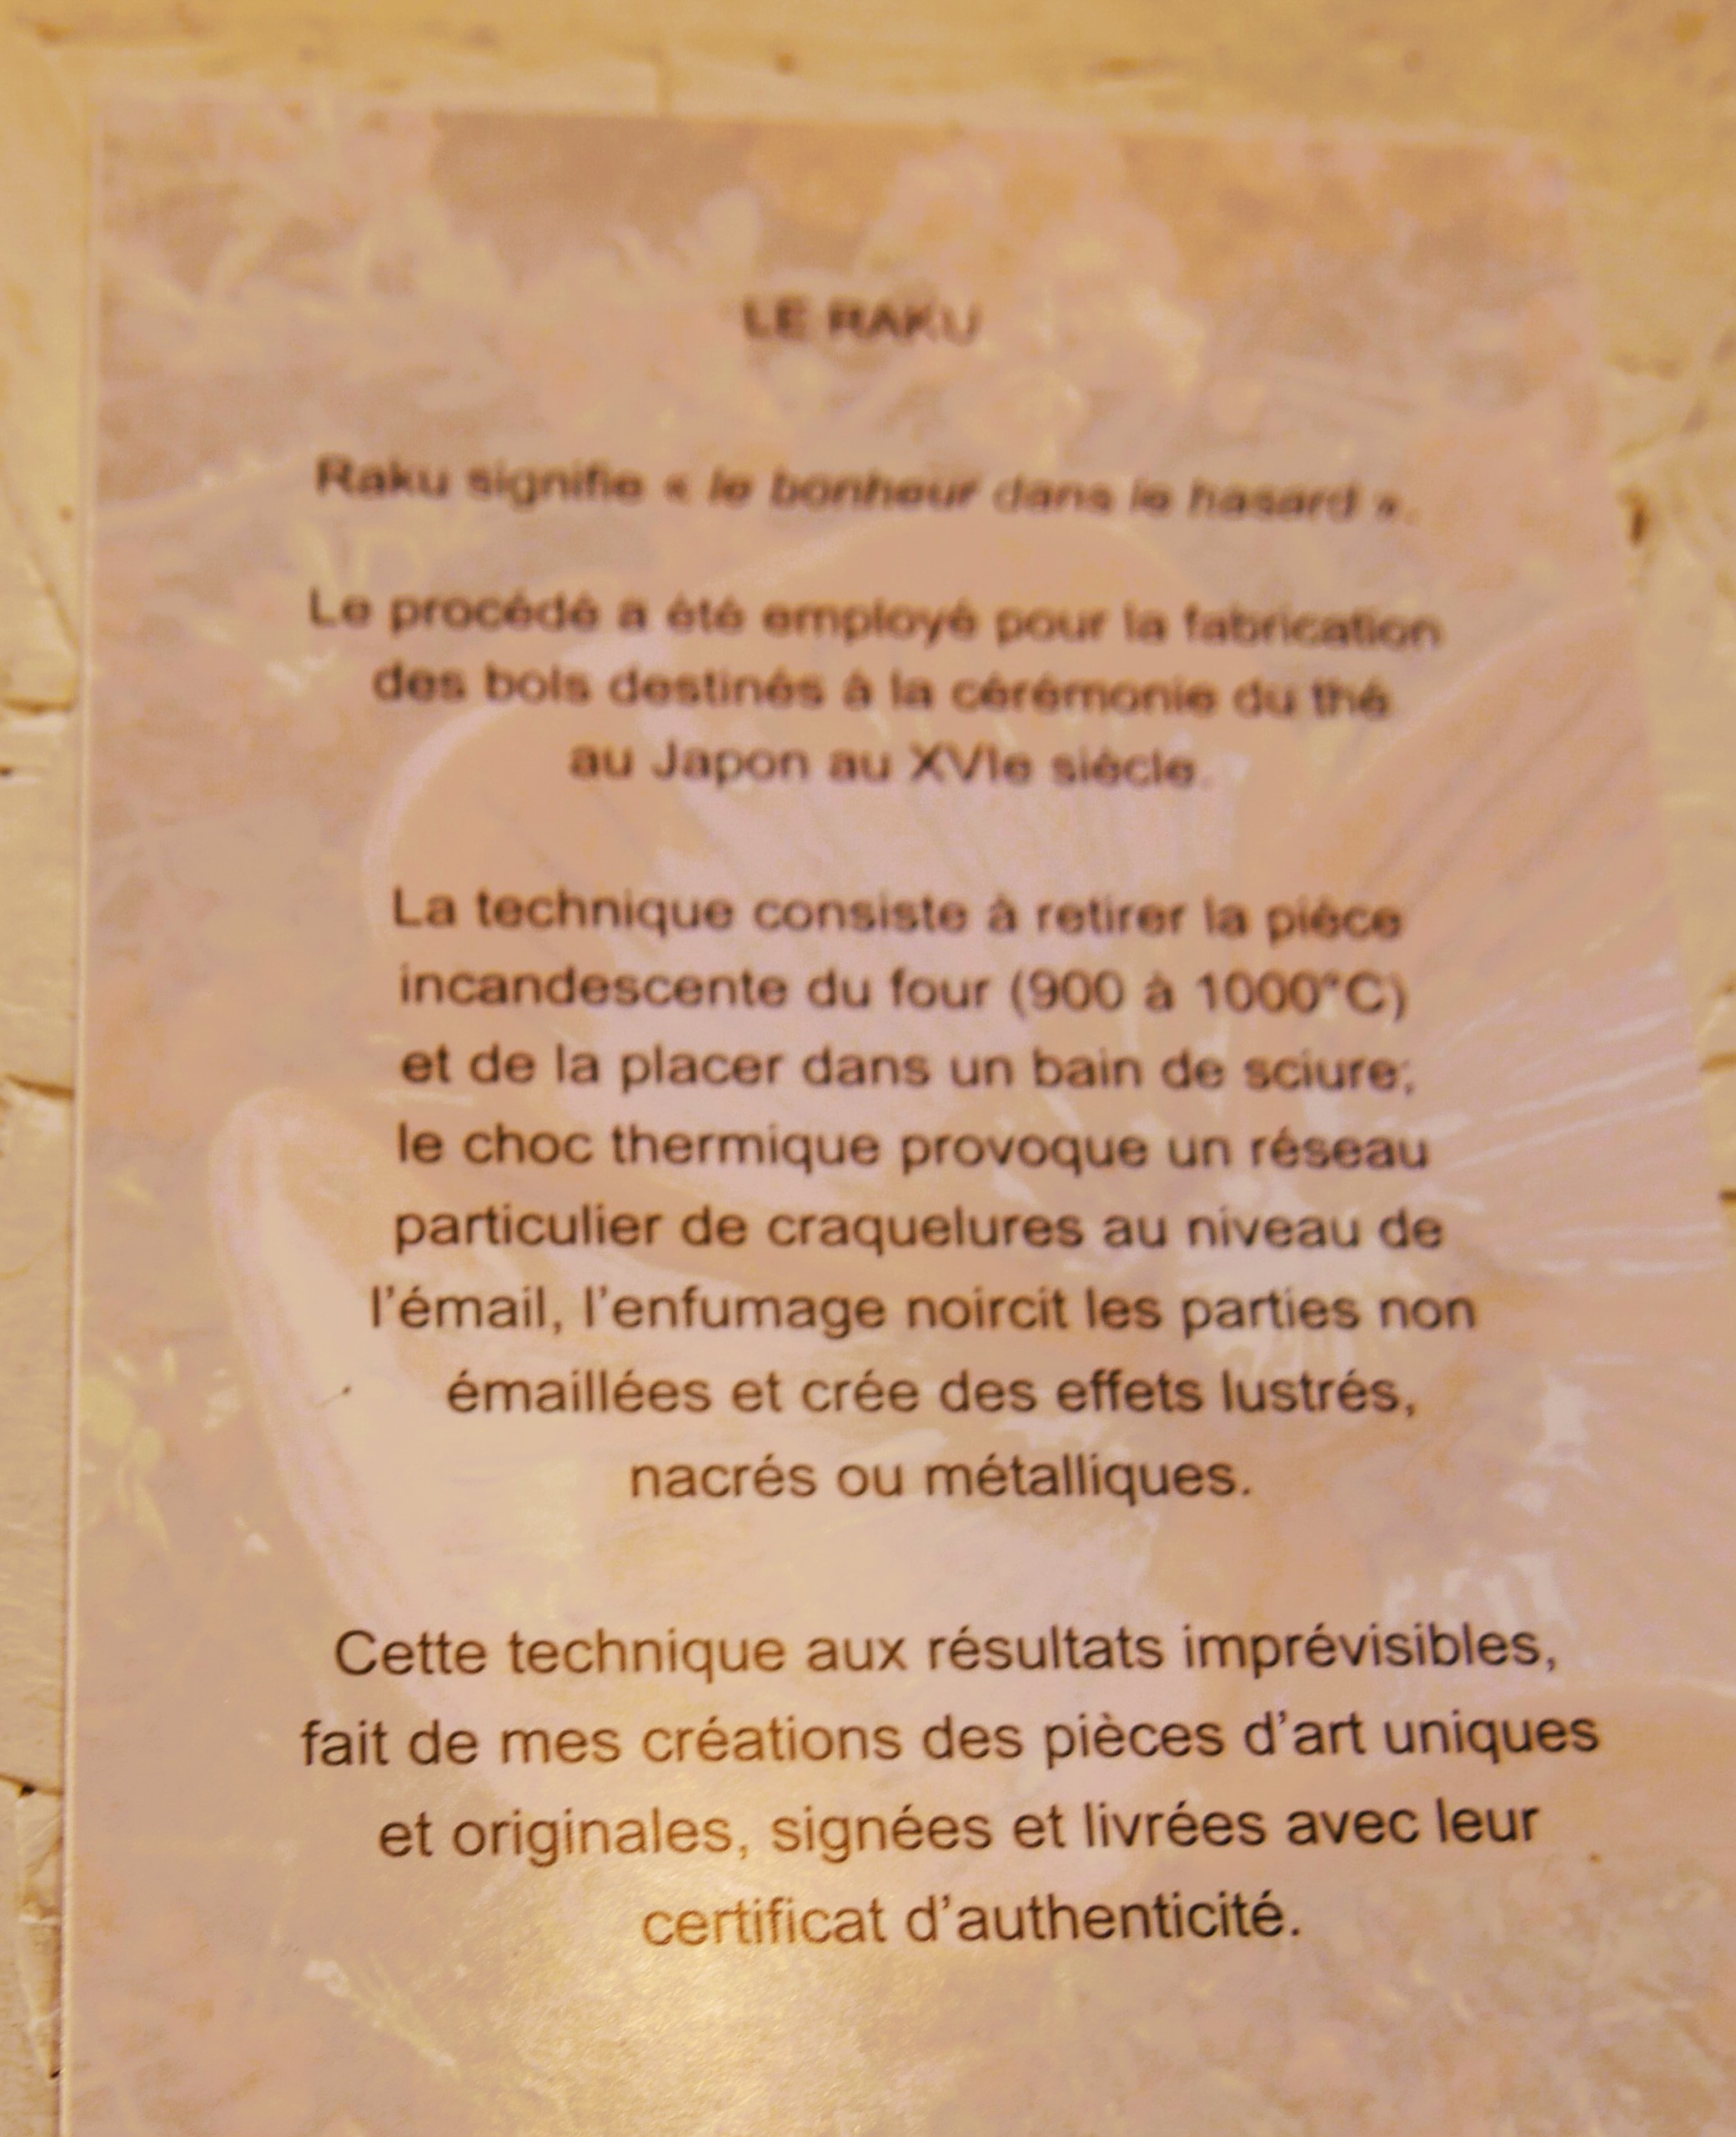 LE RAKU
Raku signifie « le bonheur dans le hasard ».
Le procédé a été employé pour la fabrication
des bols destinés à la cérémonie du thé
au Japon au XVIe siècle.
La technique consiste à retirer la pièce
incandescente du four (900 à 1000°C)
et de la placer dans un bain de sciure;
le choc thermique provoque un réseau
particulier de craquelures au niveau de
l'émail, l'enfumage noircit les parties non
émaillées et crée des effets lustrés,
nacrés ou métalliques.
Cette technique aux résultats imprévisibles,
fait de mes créations des pièces d'art uniques
et originales, signées et livrées avec leur
certificat d'authenticité.